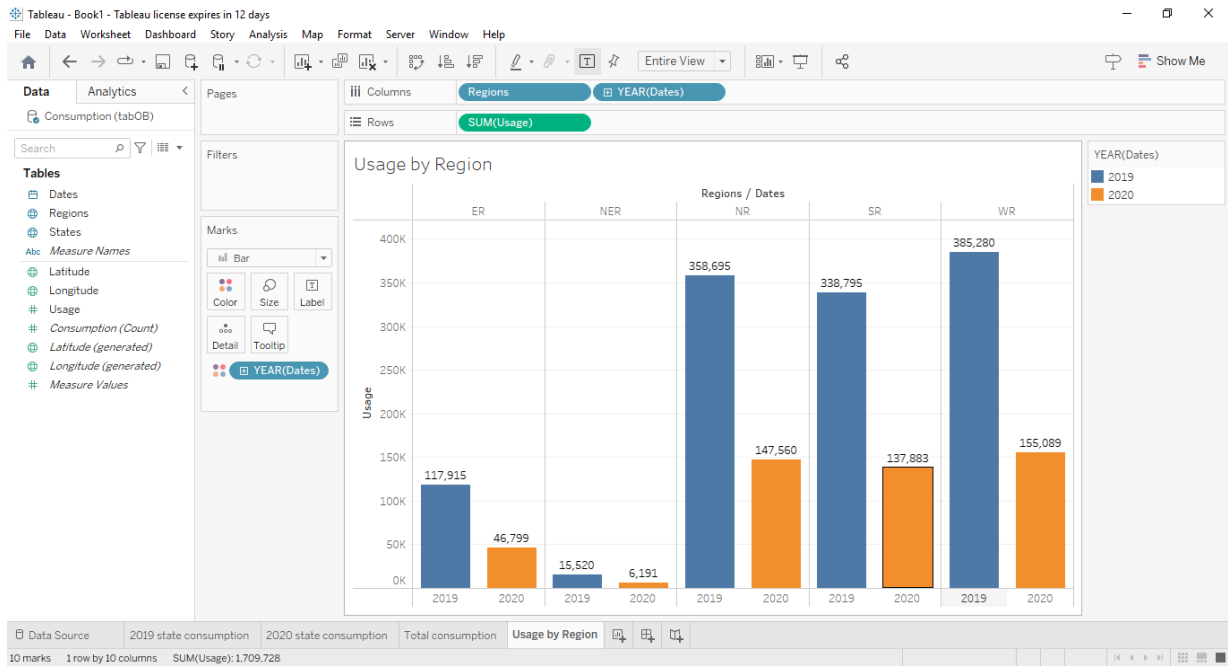 Tableau - Book1 - Tableau license expires in 12 days
File Data Worksheet Dashboard Story Analysis Map Format Server Window Help
Entire View
Show Me
Data Analytics
Consumption (tabOB)
Search
Tables
Dates
Regions
States
Abc Measure Names
Latitude
Longitude
# Usage
# Consumption (Count)
Latitude (generated)
Longitude (generated)
# Measure Values
Pages
Filters
Marks
Bar
Color Size T Label
Detail Tooltip
YEAR(Dates)
Columns Regions YEAR(Dates)
Rows SUM(Usage)
Usage by Region
Regions / Dates
ER NER NR SR WR
Usage
400K
350K
300K
250K
200K
150K
100K
50K
0K
117,915
46,799
15,520
6,191
358,695
147,560
338,795
137,883
385,280
155,089
2019 2020 2019 2020 2019 2020 2019 2020 2019 2020
YEAR(Dates)
2019
2020
Data Source 2019 state consumption 2020 state consumption Total consumption Usage by Region
10 marks 1 row by 10 columns SUM(Usage): 1,709,728